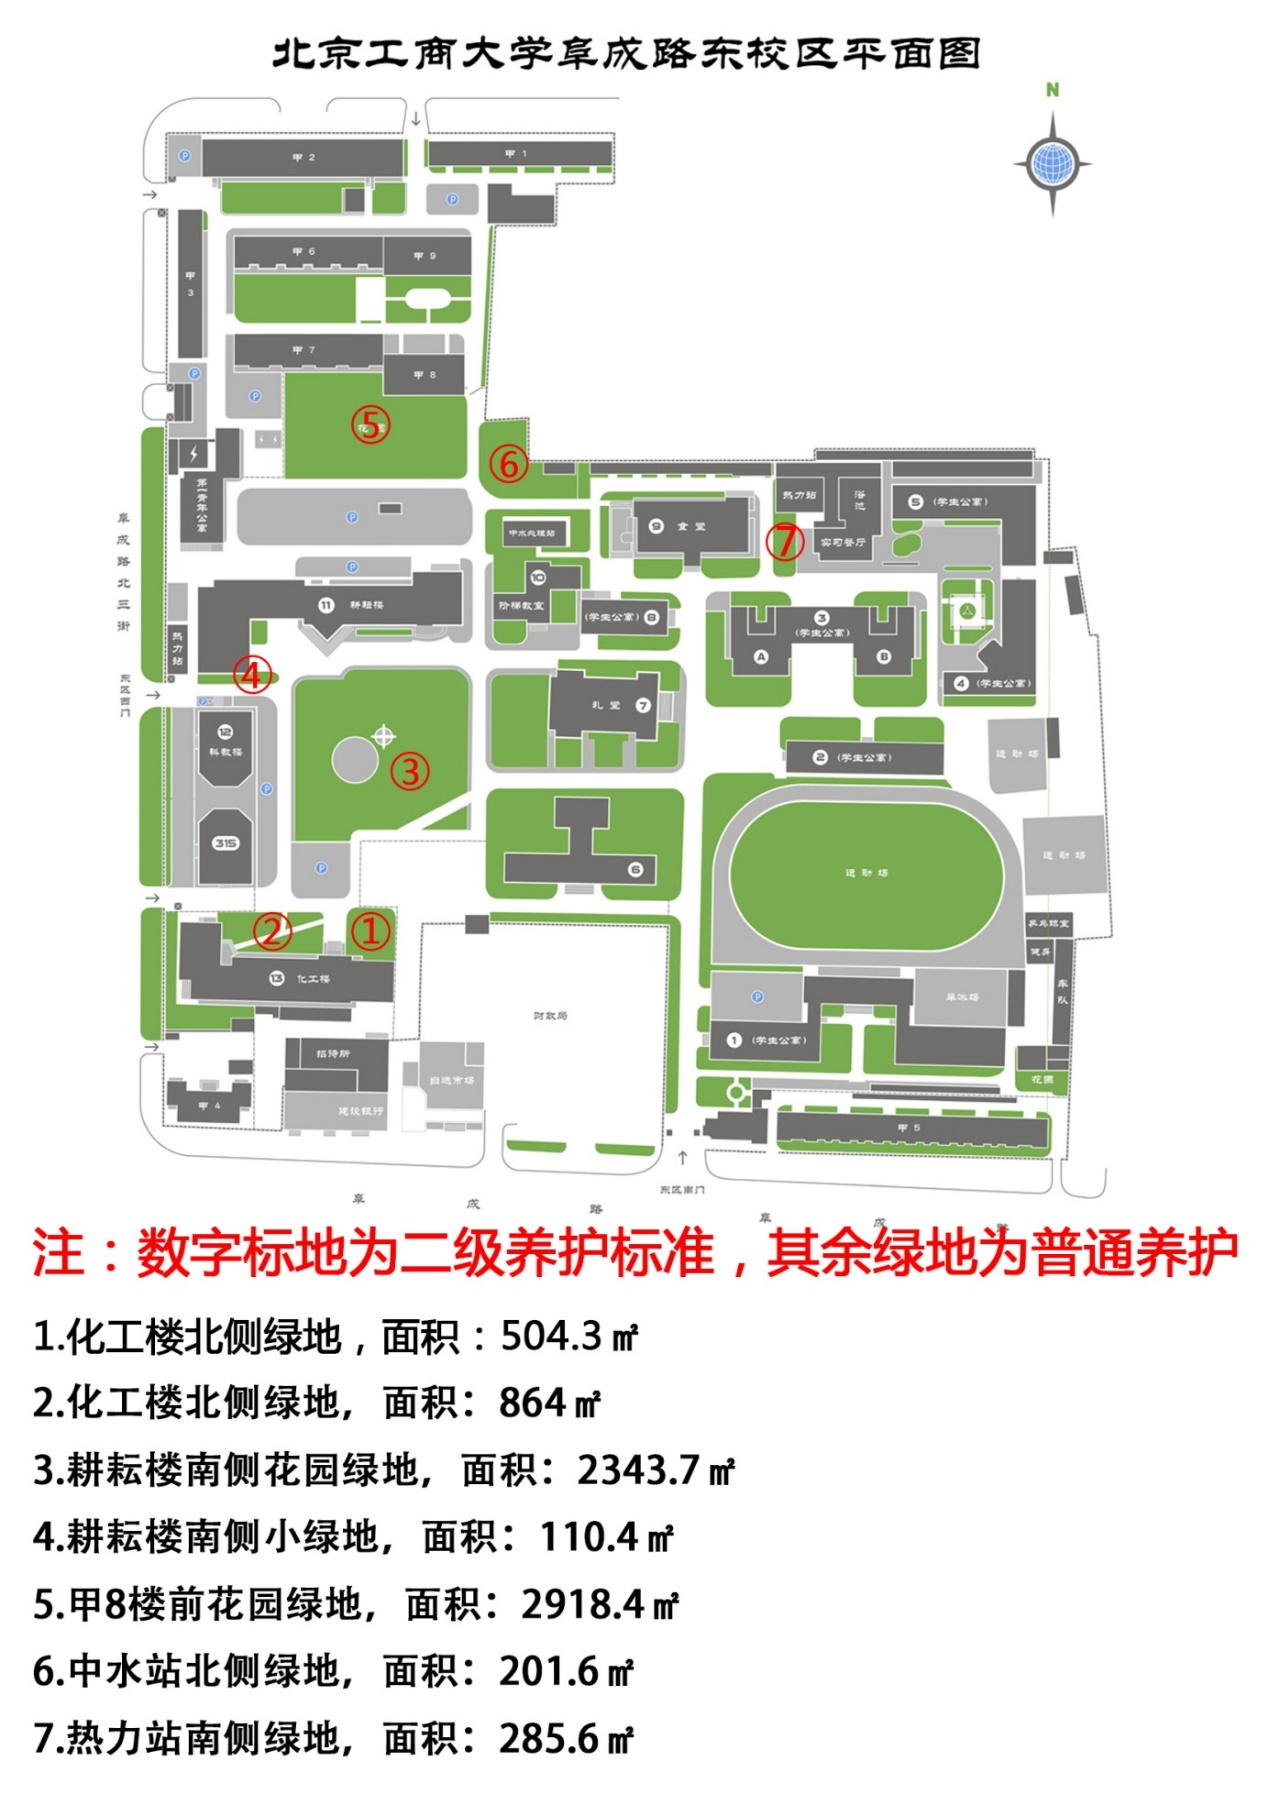 北京工商大学阜成路东校区平面图
N
P
甲 2
甲 1
P
甲 6
甲 9
甲
3
甲 7
甲 8
P
P
⑤
花园
⑥
第一青年公寓
P
热力站
浴池
5 (学生公寓)
9 食堂
⑦
实习餐厅
中水处理站
阜成路北三街
P
10
阶梯教室
11 耕耘楼
(学生公寓) 8
3
(学生公寓)
A
B
热力站
④
4 (学生公寓)
东区西门
P
礼堂 7
12
科教楼
③
2 (学生公寓)
运动场
P
315
运动场
运动场
6
P
②
①
乒乓球室
健身
13 化工楼
车队
P
旱冰场
财政局
1 (学生公寓)
招待所
自选市场
花园
甲 4
建设银行
甲 5
东区南门
阜 成 路 阜 成 路
注：数字标地为二级养护标准，其余绿地为普通养护
1.化工楼北侧绿地，面积：504.3㎡
2.化工楼北侧绿地，面积：864㎡
3.耕耘楼南侧花园绿地，面积：2343.7㎡
4.耕耘楼南侧小绿地，面积：110.4㎡
5.甲8楼前花园绿地，面积：2918.4㎡
6.中水站北侧绿地，面积：201.6㎡
7.热力站南侧绿地，面积：285.6㎡